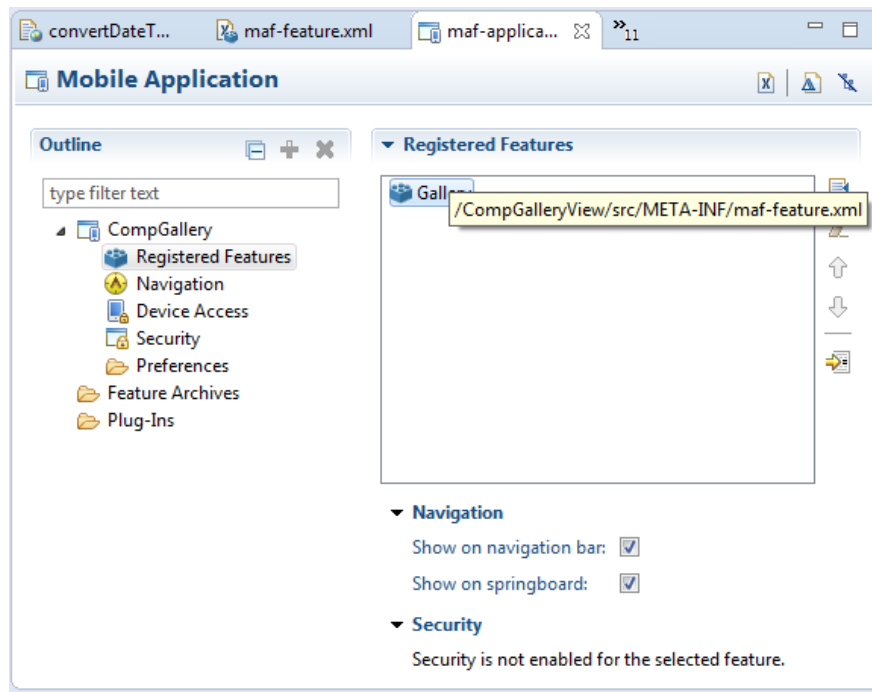 convertDateT... maf-feature.xml maf-applica... »11
Mobile Application
Outline
type filter text
CompGallery
Registered Features
Navigation
Device Access
Security
Preferences
Feature Archives
Plug-Ins
Registered Features
Gallery
/CompGalleryView/src/META-INF/maf-feature.xml
Navigation
Show on navigation bar:
Show on springboard:
Security
Security is not enabled for the selected feature.